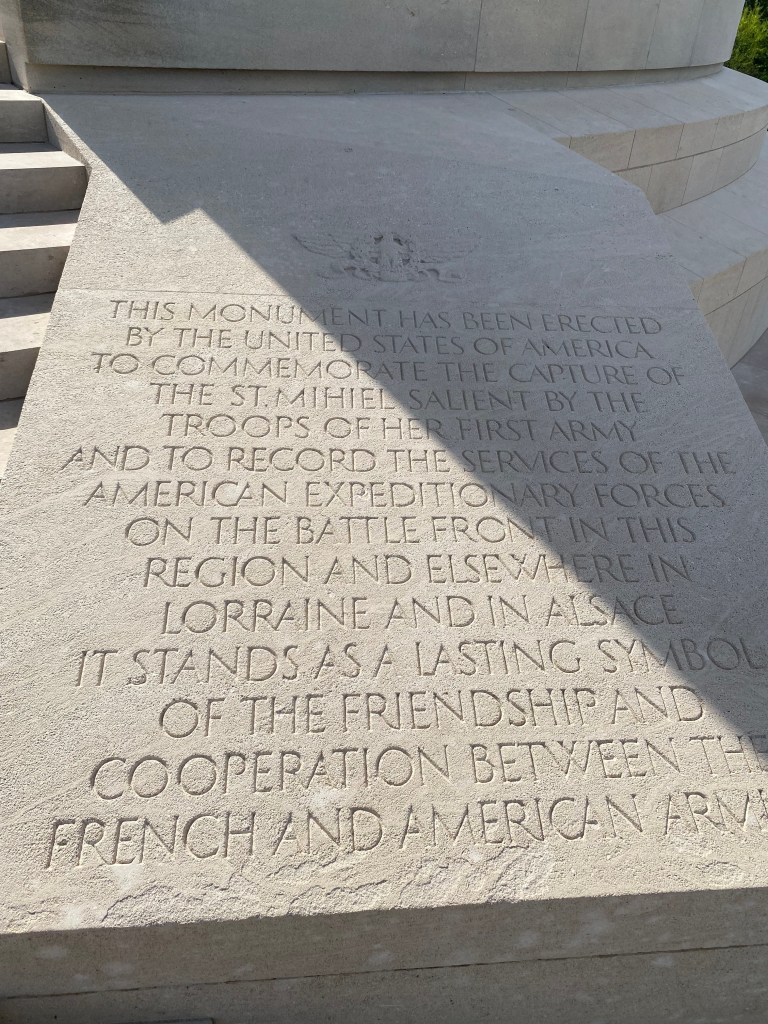 THIS MONUMENT HAS BEEN ERECTED
BY THE UNITED STATES OF AMERICA
TO COMMEMORATE THE CAPTURE OF
THE ST. MIHIEL SALIENT BY THE
TROOPS OF HER FIRST ARMY
AND TO RECORD THE SERVICES OF THE
AMERICAN EXPEDITIONARY FORCES
ON THE BATTLE FRONT IN THIS
REGION AND ELSEWHERE IN
LORRAINE AND IN ALSACE
IT STANDS AS A LASTING SYMBOL
OF THE FRIENDSHIP AND
COOPERATION BETWEEN THE
FRENCH AND AMERICAN